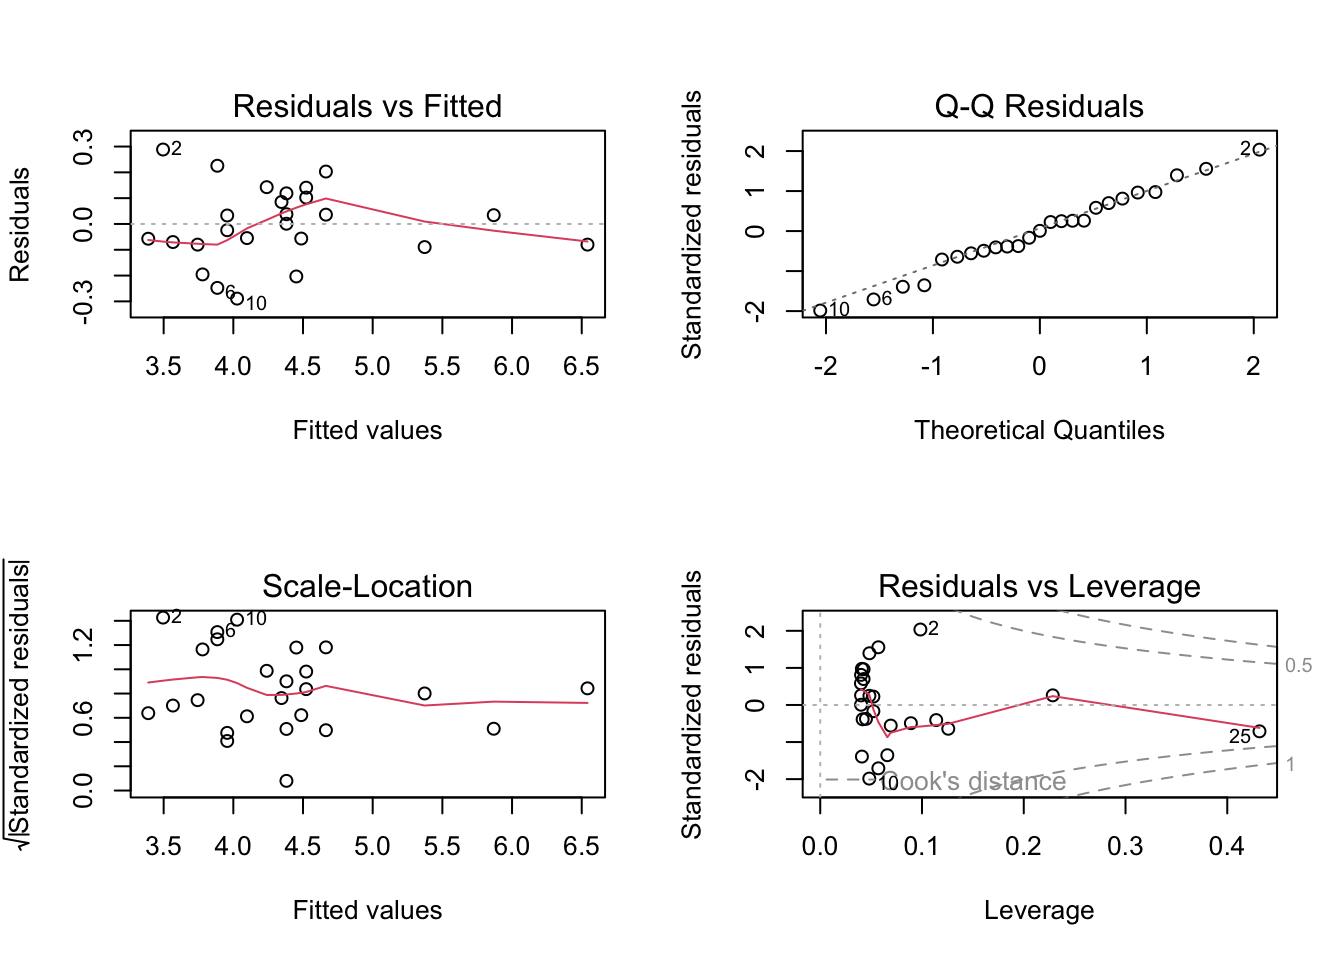 Residuals vs Fitted
Residuals
0.3
0.0
-0.3
2
6
10
3.5 4.0 4.5 5.0 5.5 6.0 6.5
Fitted values
Q-Q Residuals
Standardized residuals
2
1
0
-2
2
6
10
-2 -1 0 1 2
Theoretical Quantiles
Scale-Location
√|Standardized residuals|
1.2
0.6
0.0
2
6
10
3.5 4.0 4.5 5.0 5.5 6.0 6.5
Fitted values
Residuals vs Leverage
Standardized residuals
2
1
0
-2
2
25
10
Cook's distance
0.5
1
0.0 0.1 0.2 0.3 0.4
Leverage